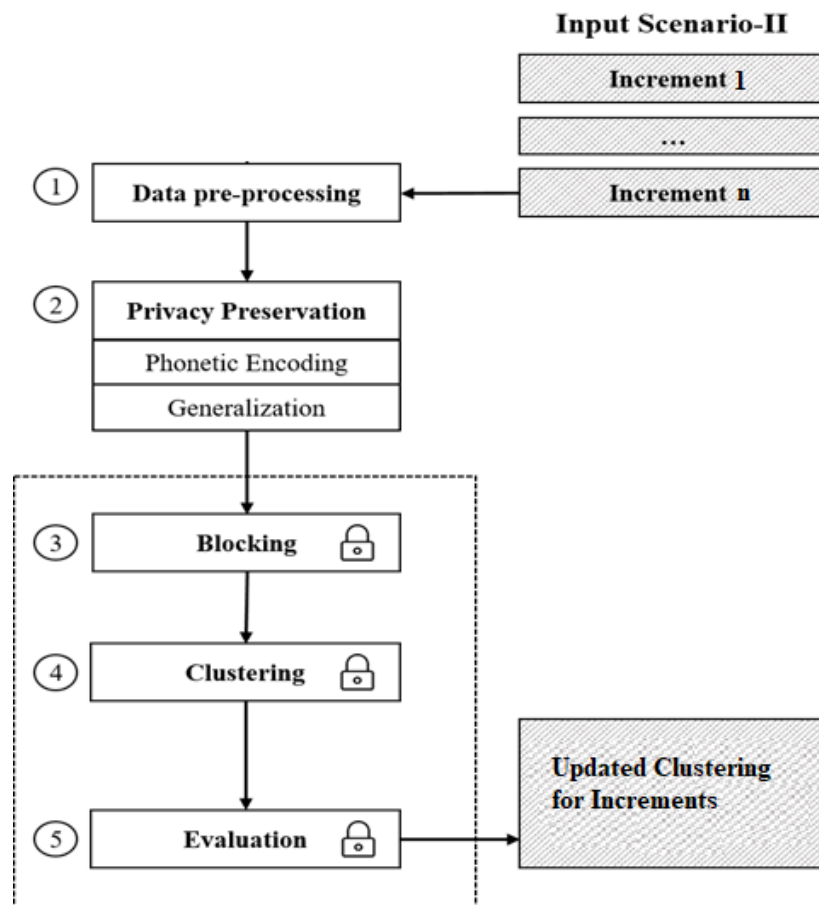 Input Scenario-II
Increment 1
...
Increment n
1
Data pre-processing
2
Privacy Preservation
Phonetic Encoding
Generalization
3
Blocking
4
Clustering
5
Evaluation
Updated Clustering
for Increments